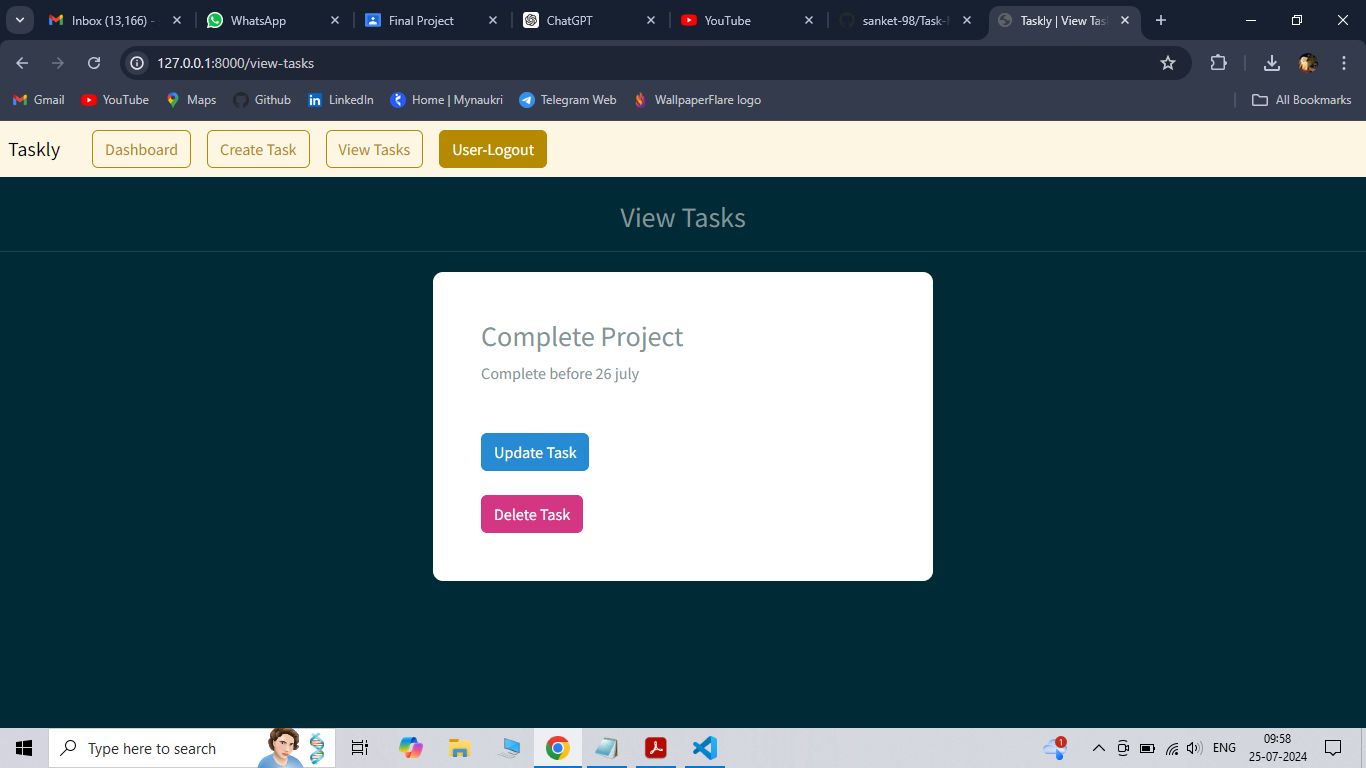 Inbox (13,166) -
WhatsApp
Final Project
ChatGPT
YouTube
sanket-98/Task-
Taskly | View Tas
127.0.0.1:8000/view-tasks
Gmail
YouTube
Maps
Github
LinkedIn
Home | Mynaukri
Telegram Web
WallpaperFlare logo
All Bookmarks
Taskly
Dashboard
Create Task
View Tasks
User-Logout
View Tasks
Complete Project
Complete before 26 july
Update Task
Delete Task
Type here to search
1
ENG
09:58
25-07-2024